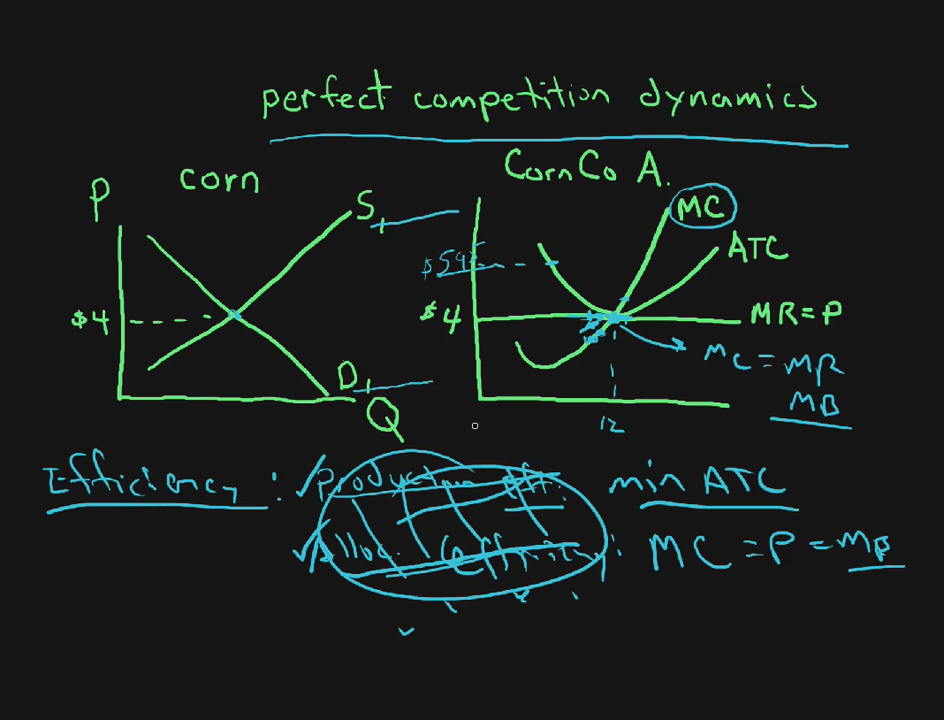 perfect competition dynamics
corn
CornCo A.
P
S₁
MC
ATC
$4
$4
MR = P
MC = MR
MB
D₁
Q
12
Efficiency : ✓ Production eff. min ATC
✓ Alloc. Efficiency : MC = P = MB